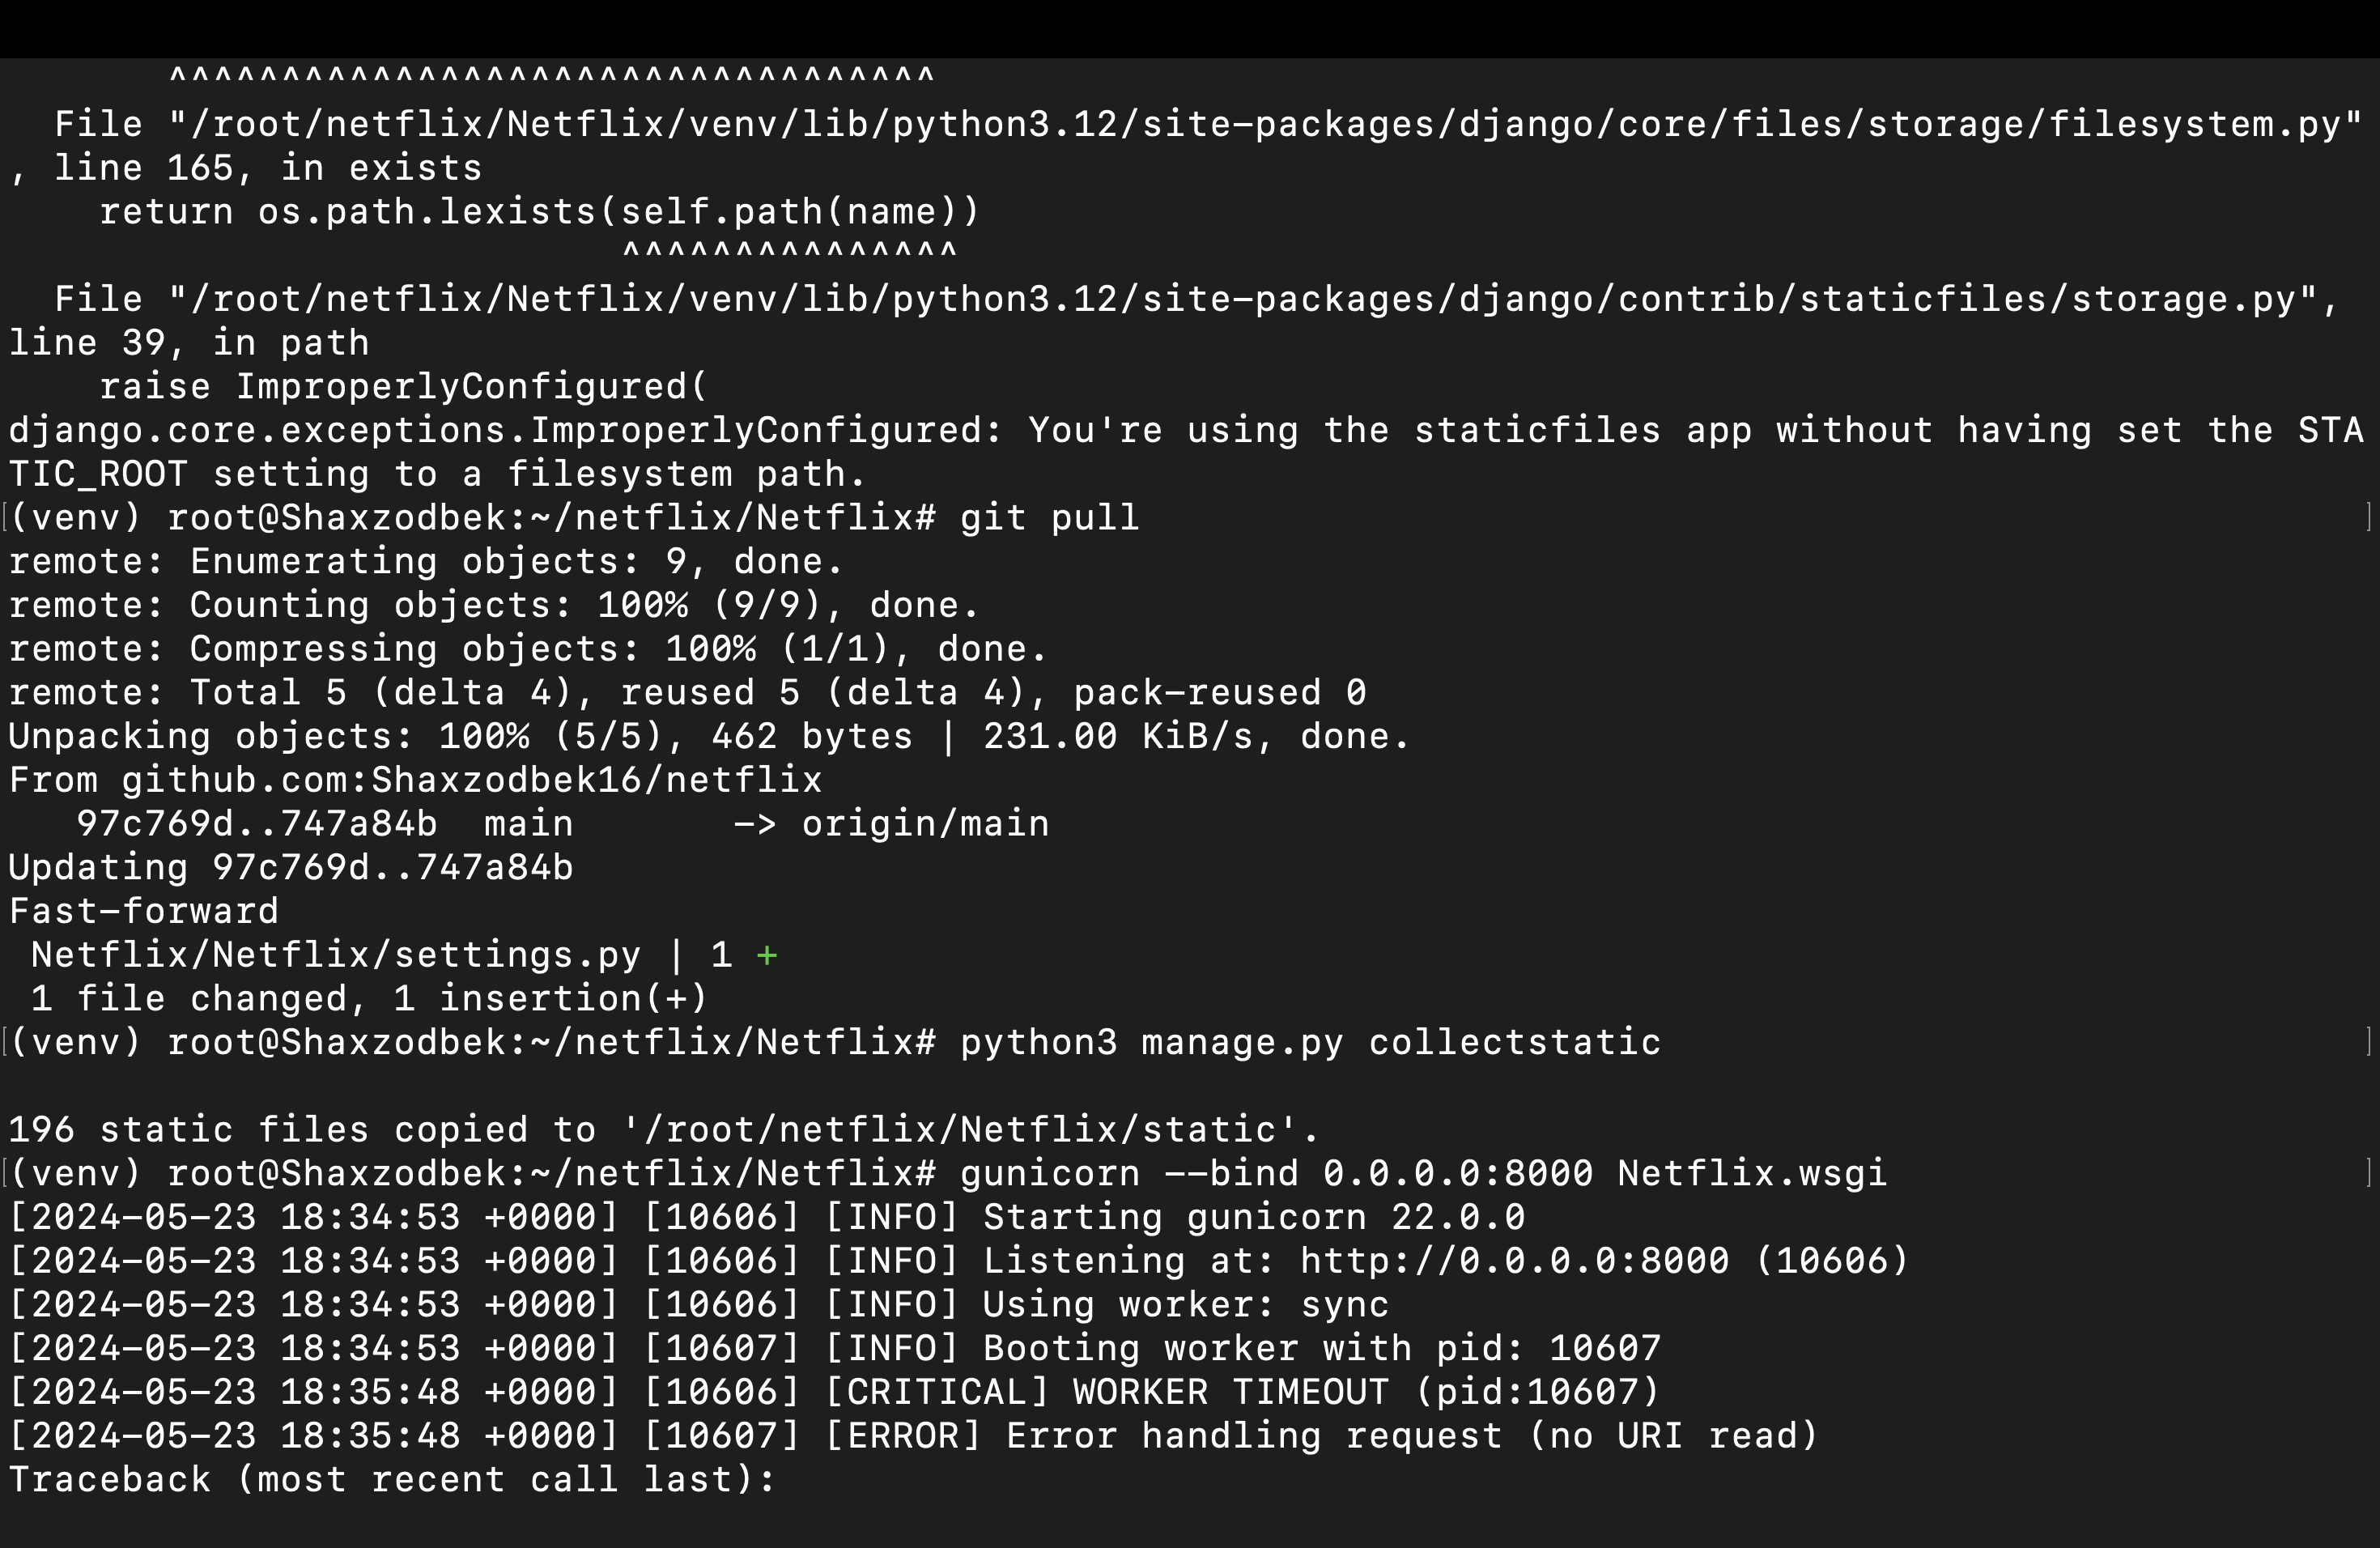 ^^^^^^^^^^^^^^^^^^^^^^^^^^^^^^^^^^
  File "/root/netflix/Netflix/venv/lib/python3.12/site-packages/django/core/files/storage/filesystem.py"
, line 165, in exists
    return os.path.lexists(self.path(name))
                           ^^^^^^^^^^^^^^^
  File "/root/netflix/Netflix/venv/lib/python3.12/site-packages/django/contrib/staticfiles/storage.py",
line 39, in path
    raise ImproperlyConfigured(
django.core.exceptions.ImproperlyConfigured: You're using the staticfiles app without having set the STA
TIC_ROOT setting to a filesystem path.
[(venv) root@Shaxzodbek:~/netflix/Netflix# git pull ]
remote: Enumerating objects: 9, done.
remote: Counting objects: 100% (9/9), done.
remote: Compressing objects: 100% (1/1), done.
remote: Total 5 (delta 4), reused 5 (delta 4), pack-reused 0
Unpacking objects: 100% (5/5), 462 bytes | 231.00 KiB/s, done.
From github.com:Shaxzodbek16/netflix
   97c769d..747a84b  main       -> origin/main
Updating 97c769d..747a84b
Fast-forward
 Netflix/Netflix/settings.py | 1 +
 1 file changed, 1 insertion(+)
[(venv) root@Shaxzodbek:~/netflix/Netflix# python3 manage.py collectstatic ]
196 static files copied to '/root/netflix/Netflix/static'.
[(venv) root@Shaxzodbek:~/netflix/Netflix# gunicorn --bind 0.0.0.0:8000 Netflix.wsgi ]
[2024-05-23 18:34:53 +0000] [10606] [INFO] Starting gunicorn 22.0.0
[2024-05-23 18:34:53 +0000] [10606] [INFO] Listening at: http://0.0.0.0:8000 (10606)
[2024-05-23 18:34:53 +0000] [10606] [INFO] Using worker: sync
[2024-05-23 18:34:53 +0000] [10607] [INFO] Booting worker with pid: 10607
[2024-05-23 18:35:48 +0000] [10606] [CRITICAL] WORKER TIMEOUT (pid:10607)
[2024-05-23 18:35:48 +0000] [10607] [ERROR] Error handling request (no URI read)
Traceback (most recent call last):